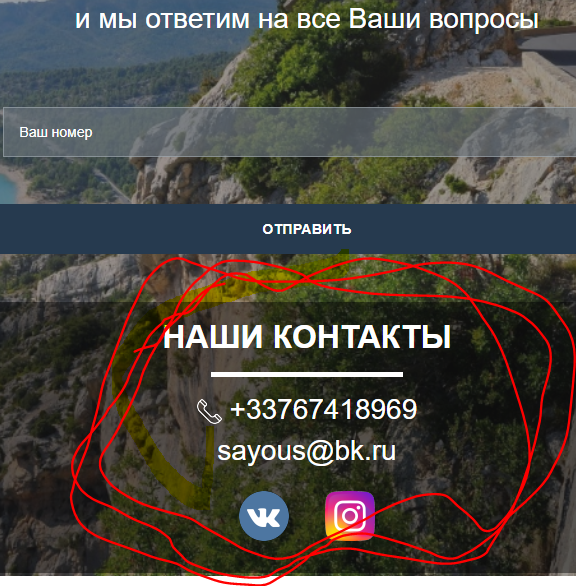 и мы ответим на все Ваши вопросы
Ваш номер
ОТПРАВИТЬ
НАШИ КОНТАКТЫ
+33767418969
sayous@bk.ru